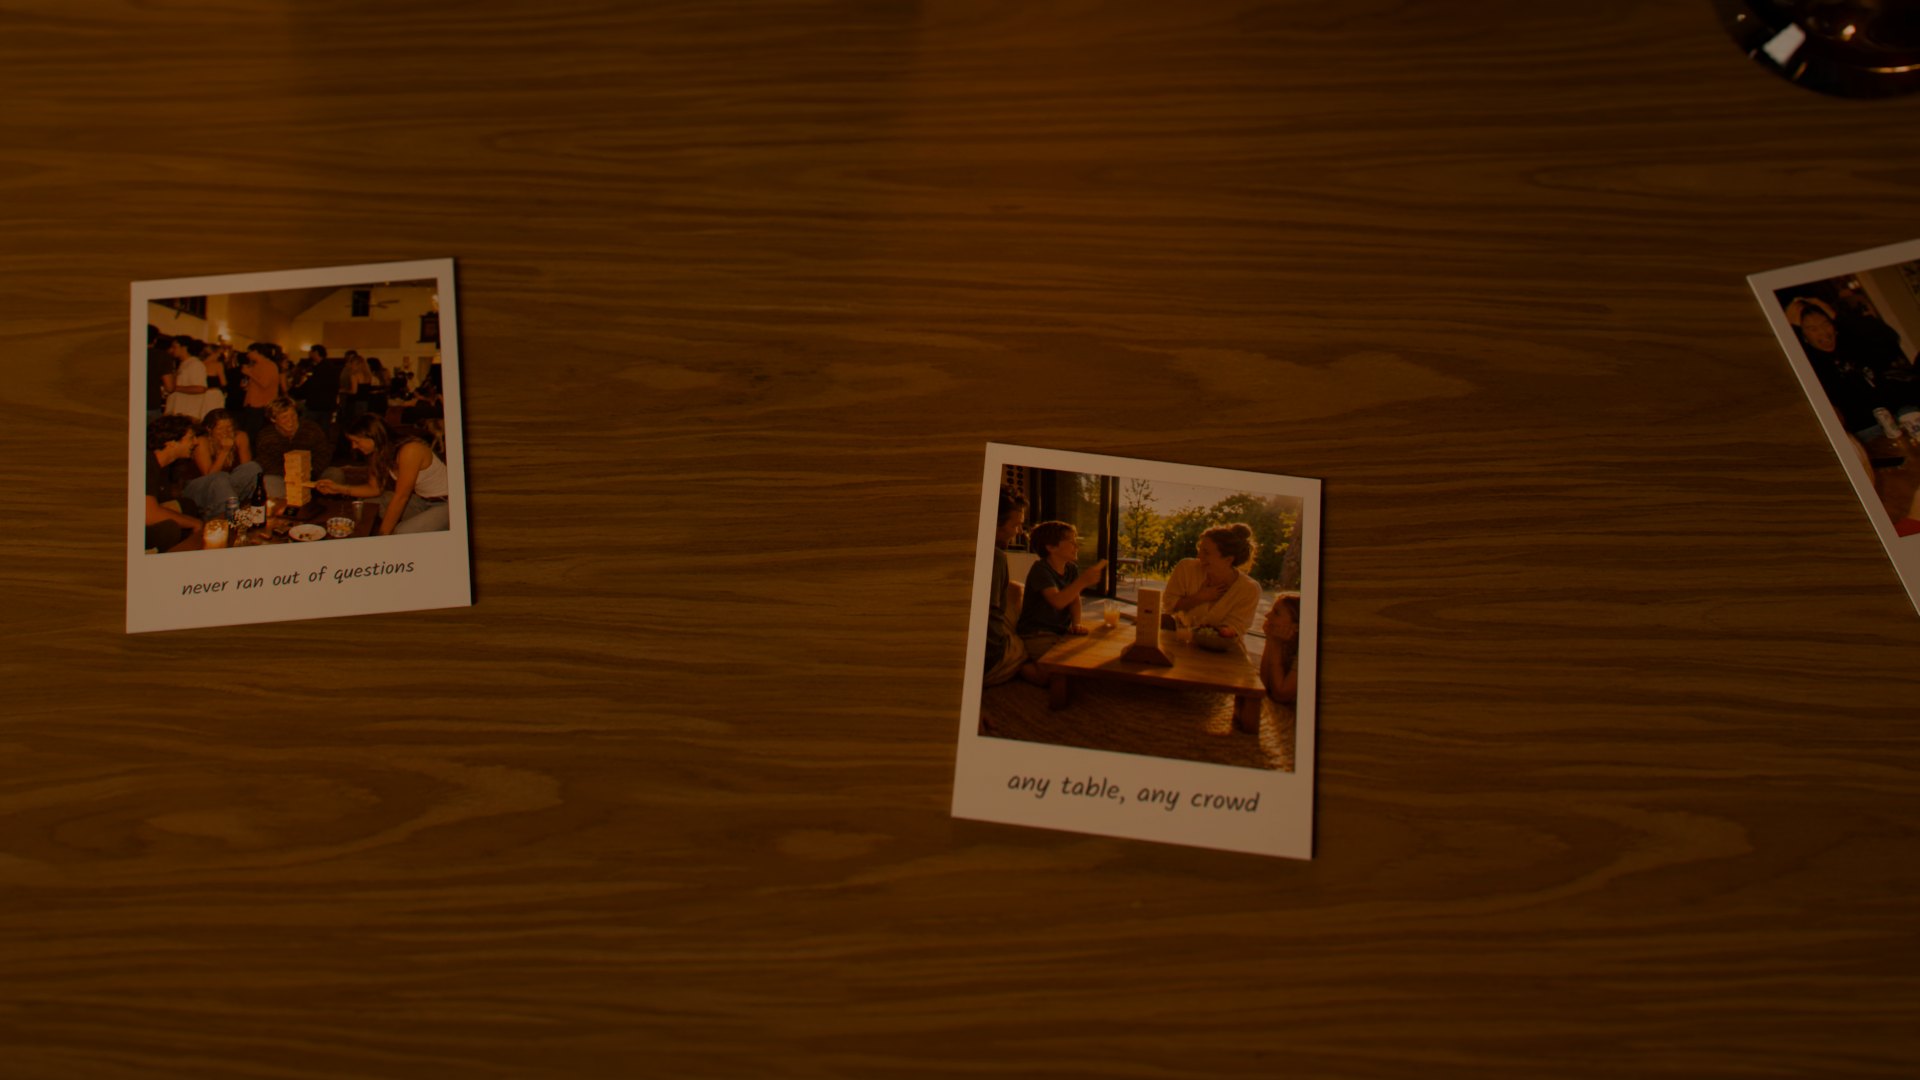 never ran out of questions
any table, any crowd